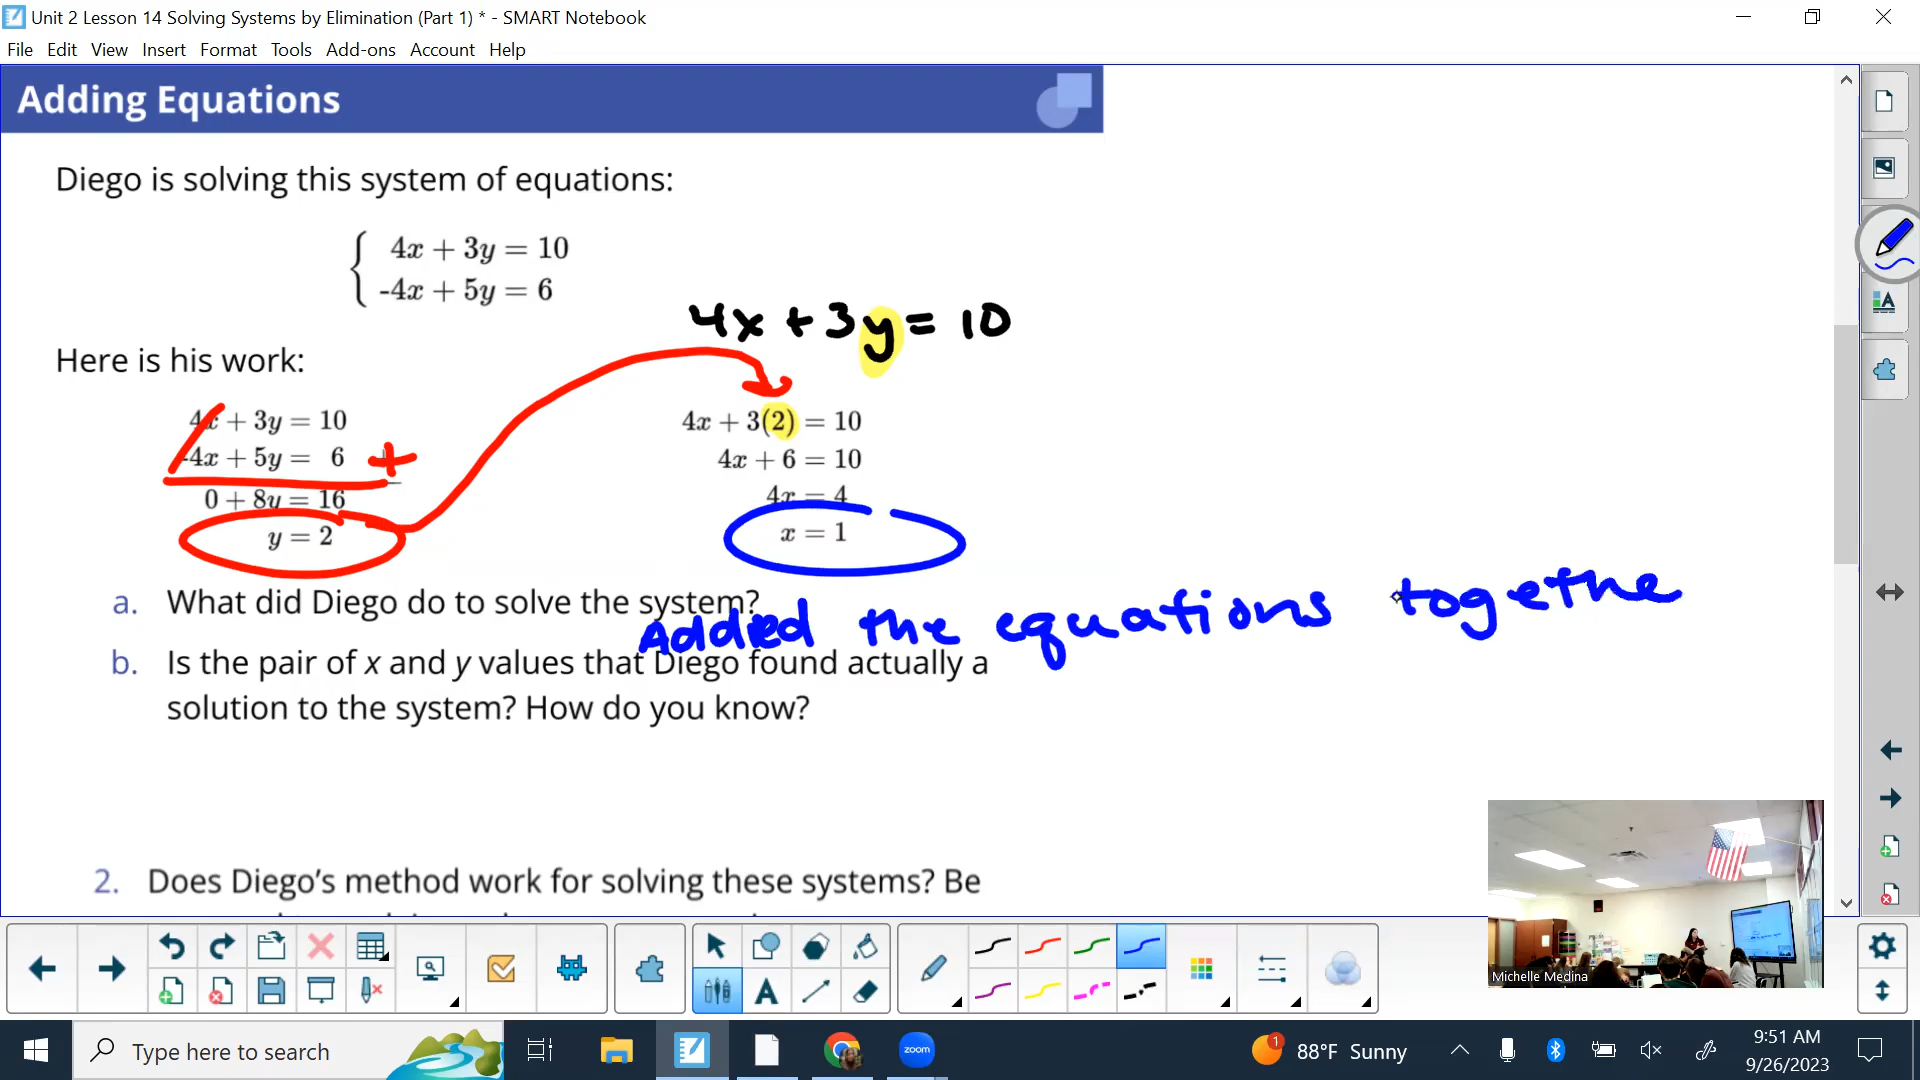 Unit 2 Lesson 14 Solving Systems by Elimination (Part 1) * - SMART Notebook
File Edit View Insert Format Tools Add-ons Account Help
Adding Equations
Diego is solving this system of equations:
4x + 3y = 10
-4x + 5y = 6
4x + 3y = 10
Here is his work:
4x + 3y = 10
-4x + 5y = 6 +
0 + 8y = 16
y = 2
4x + 3(2) = 10
4x + 6 = 10
4x = 4
x = 1
a. What did Diego do to solve the system?
Added the equations togethe
b. Is the pair of x and y values that Diego found actually a
solution to the system? How do you know?
2. Does Diego's method work for solving these systems? Be
Michelle Medina
Type here to search
zoom
1
88°F Sunny
9:51 AM
9/26/2023